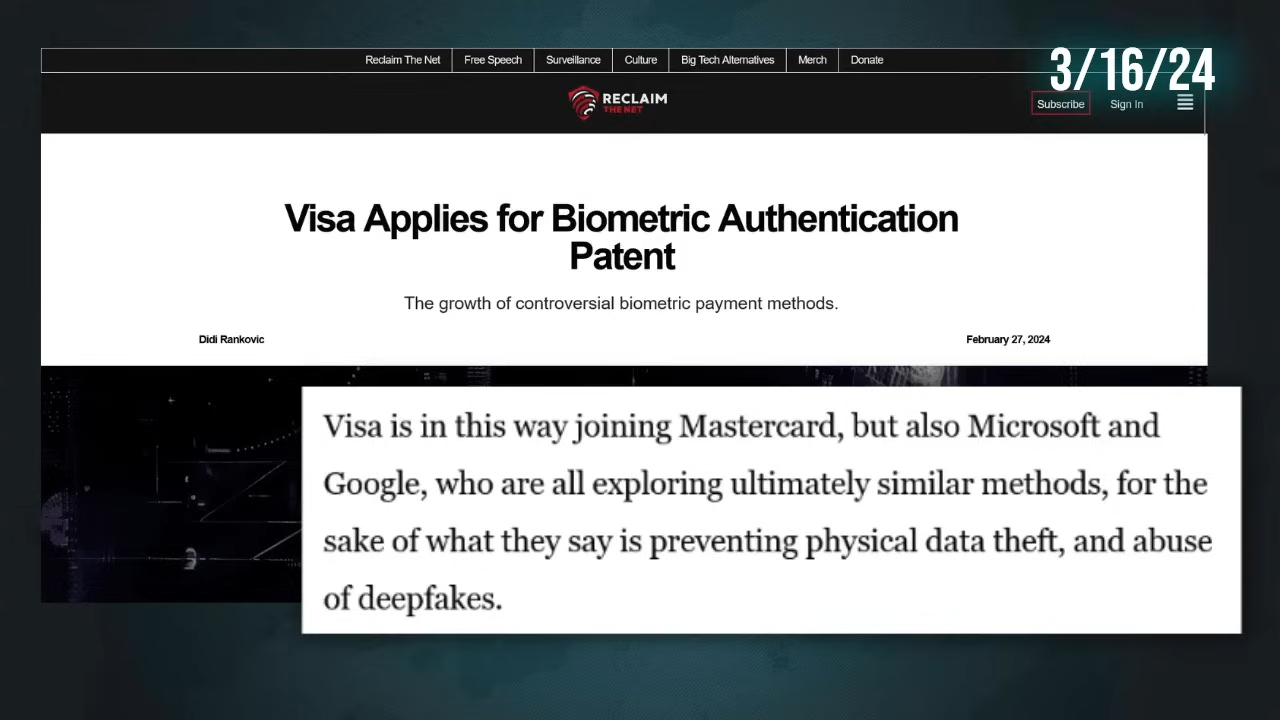 3/16/24
Reclaim The Net Free Speech Surveillance Culture Big Tech Alternatives Merch Donate
RECLAIM
THE NET
Subscribe Sign In
Visa Applies for Biometric Authentication
Patent
The growth of controversial biometric payment methods.
Didi Rankovic February 27, 2024
Visa is in this way joining Mastercard, but also Microsoft and
Google, who are all exploring ultimately similar methods, for the
sake of what they say is preventing physical data theft, and abuse
of deepfakes.